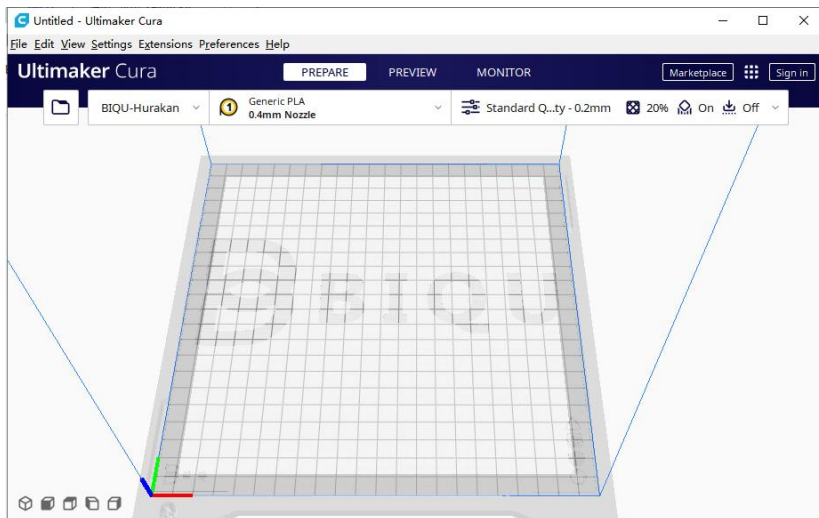 Untitled - Ultimaker Cura
File Edit View Settings Extensions Preferences Help
Ultimaker Cura PREPARE PREVIEW MONITOR Marketplace Sign in
BIQU-Hurakan 1 Generic PLA
0.4mm Nozzle
Standard Q...ty - 0.2mm 20% On Off
BIQU